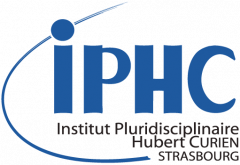 iPHC
Institut Pluridisciplinaire
Hubert CURIEN
STRASBOURG